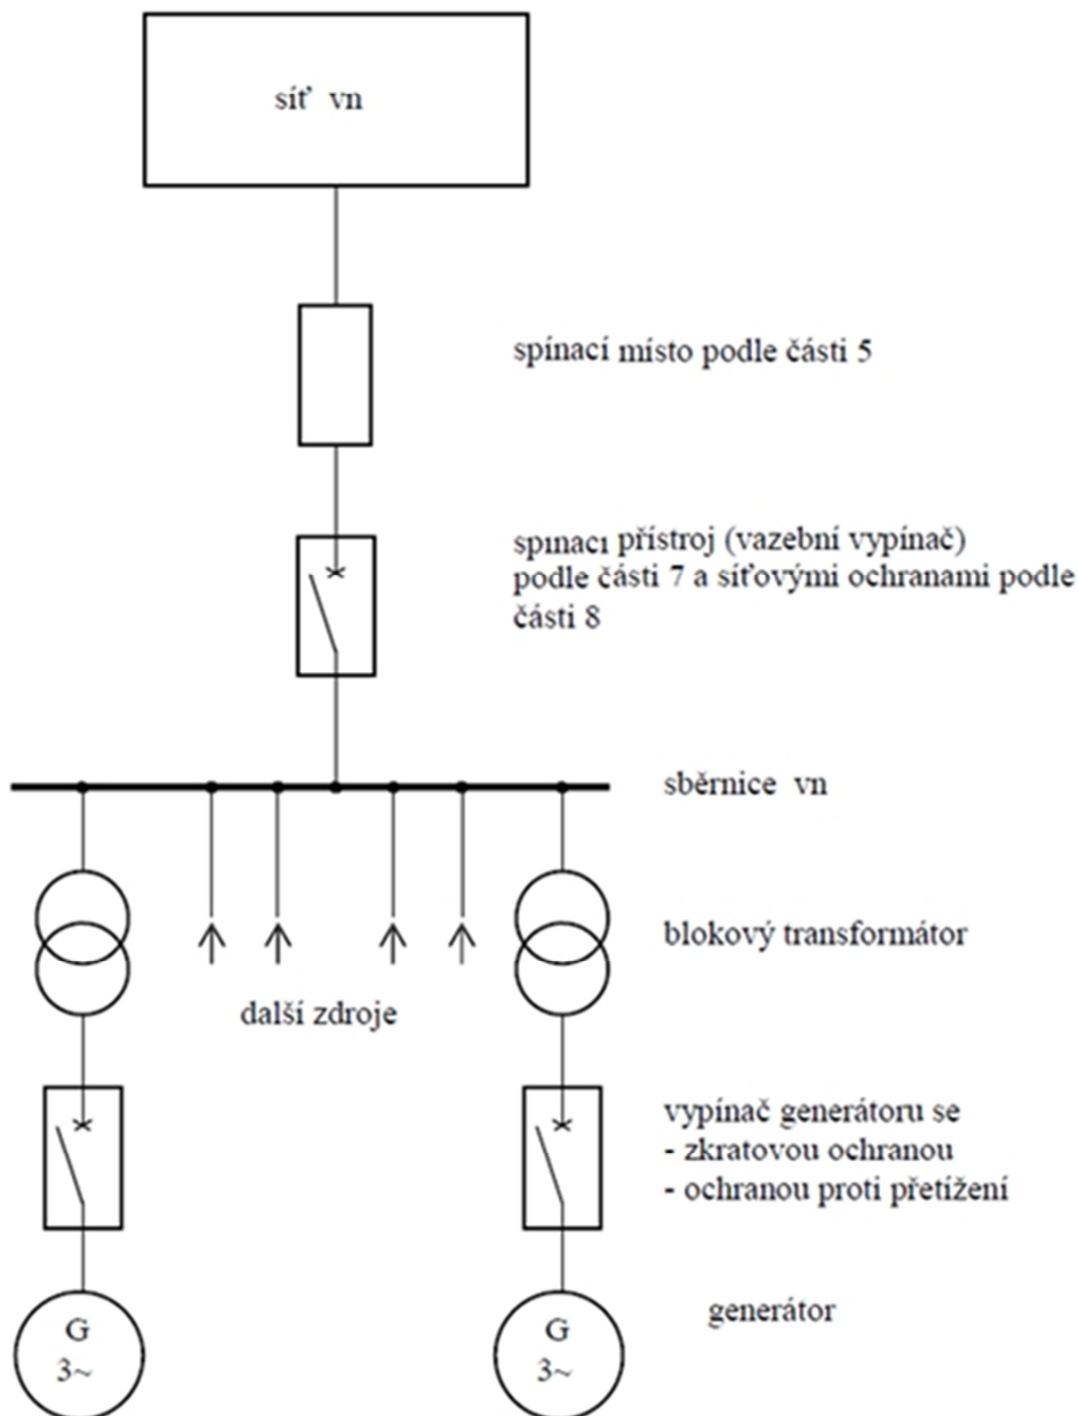 síť vn
spínací místo podle části 5
spínací přístroj (vazební vypínač)
podle části 7 a síťovými ochranami podle
části 8
sběrnice vn
blokový transformátor
další zdroje
vypínač generátoru se
- zkratovou ochranou
- ochranou proti přetížení
generátor
G
3~
G
3~